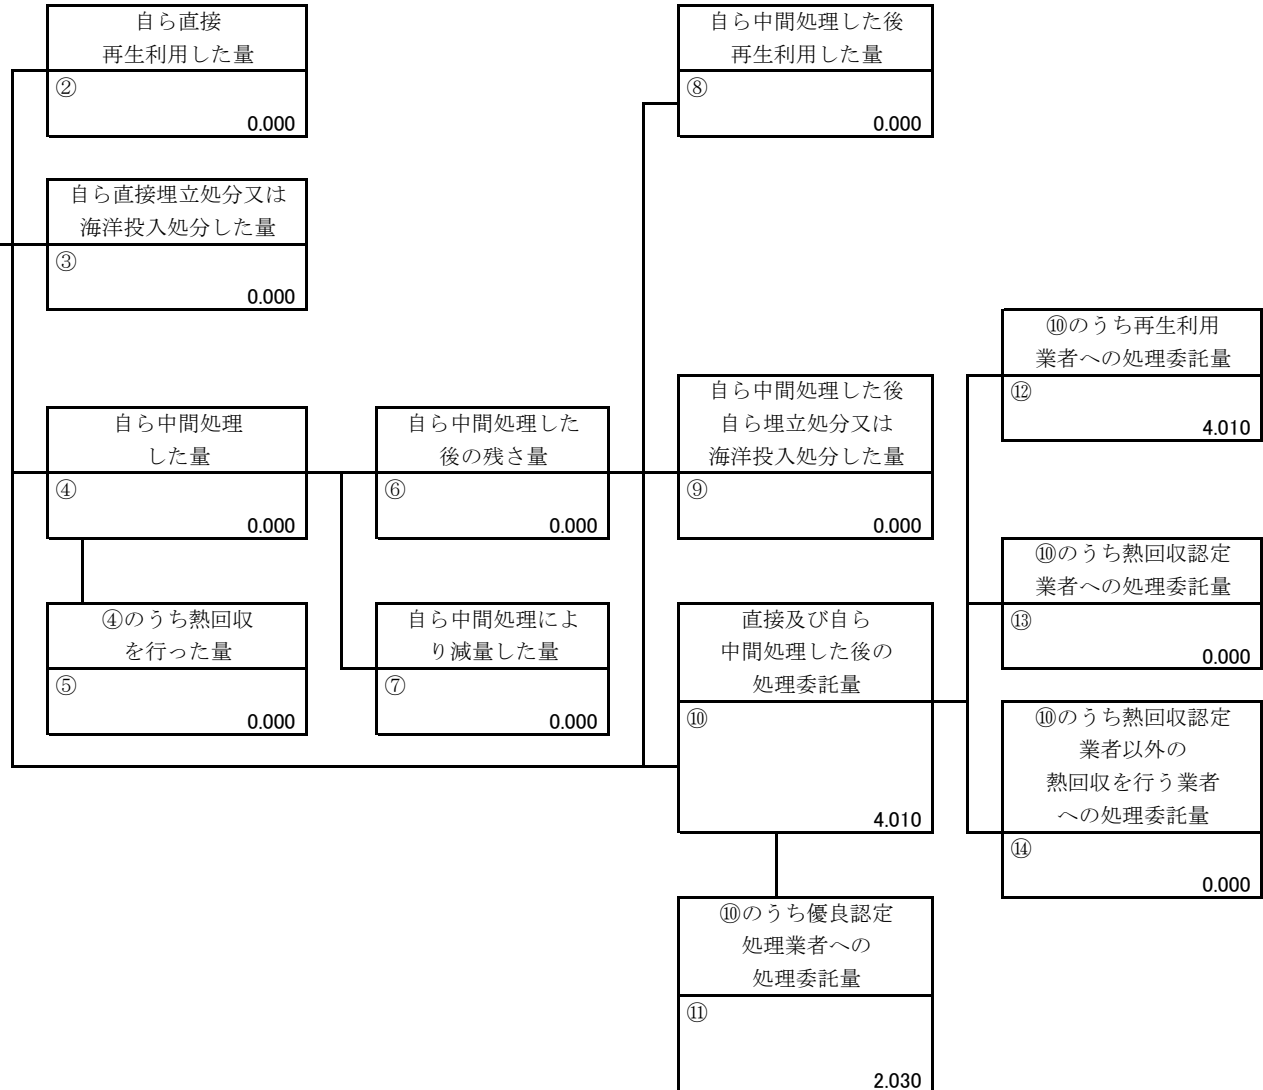 自ら直接
再生利用した量
②
0.000
自ら中間処理した後
再生利用した量
⑧
0.000
自ら直接埋立処分又は
海洋投入処分した量
③
0.000
⑩のうち再生利用
業者への処理委託量
⑫
4.010
自ら中間処理
した量
④
0.000
自ら中間処理した
後の残さ量
⑥
0.000
自ら中間処理した後
自ら埋立処分又は
海洋投入処分した量
⑨
0.000
⑩のうち熱回収認定
業者への処理委託量
⑬
0.000
④のうち熱回収
を行った量
⑤
0.000
自ら中間処理によ
り減量した量
⑦
0.000
直接及び自ら
中間処理した後の
処理委託量
⑩
4.010
⑩のうち熱回収認定
業者以外の
熱回収を行う業者
への処理委託量
⑭
0.000
⑩のうち優良認定
処理業者への
処理委託量
⑪
2.030